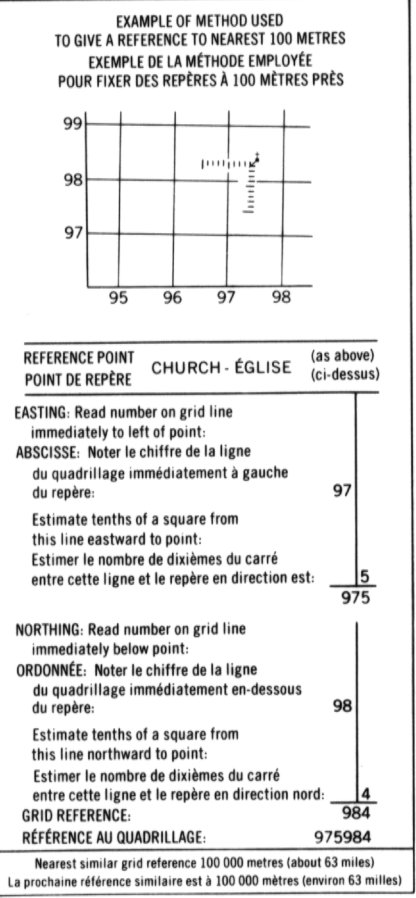 EXAMPLE OF METHOD USED
TO GIVE A REFERENCE TO NEAREST 100 METRES
EXEMPLE DE LA MÉTHODE EMPLOYÉE
POUR FIXER DES REPÈRES À 100 MÈTRES PRÈS
99
98
97
95 96 97 98
REFERENCE POINT
POINT DE REPÈRE
CHURCH - ÉGLISE
(as above)
(ci-dessus)
EASTING: Read number on grid line
immediately to left of point:
ABSCISSE: Noter le chiffre de la ligne
du quadrillage immédiatement à gauche
du repère: 97
Estimate tenths of a square from
this line eastward to point:
Estimer le nombre de dixièmes du carré
entre cette ligne et le repère en direction est: 5
975
NORTHING: Read number on grid line
immediately below point:
ORDONNÉE: Noter le chiffre de la ligne
du quadrillage immédiatement en-dessous
du repère: 98
Estimate tenths of a square from
this line northward to point:
Estimer le nombre de dixièmes du carré
entre cette ligne et le repère en direction nord: 4
GRID REFERENCE: 984
RÉFÉRENCE AU QUADRILLAGE: 975984
Nearest similar grid reference 100 000 metres (about 63 miles)
La prochaine référence similaire est à 100 000 mètres (environ 63 milles)